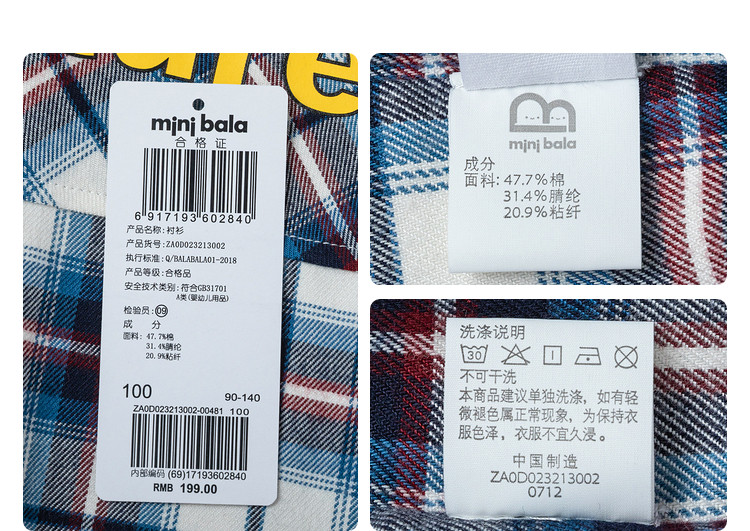 mini bala
合格证
6 917193 602840
产品名称: 衬衫
产品货号: ZA0D023213002
执行标准: Q/BALABALA01-2018
产品等级: 合格品
安全技术类别: 符合GB31701
A类(婴幼儿用品)
检验员: 09
成 分
面料: 47.7%棉
31.4%腈纶
20.9%粘纤
100 90-140
ZA0D023213002-00481 100
内部编码 (69)17193602840
RMB 199.00
mini bala
成分
面料: 47.7%棉
31.4%腈纶
20.9%粘纤
洗涤说明
30
不可干洗
本商品建议单独洗涤, 如有轻
微褪色属正常现象, 为保持衣
服色泽, 衣服不宜久浸。
中国制造
ZA0D023213002
0712